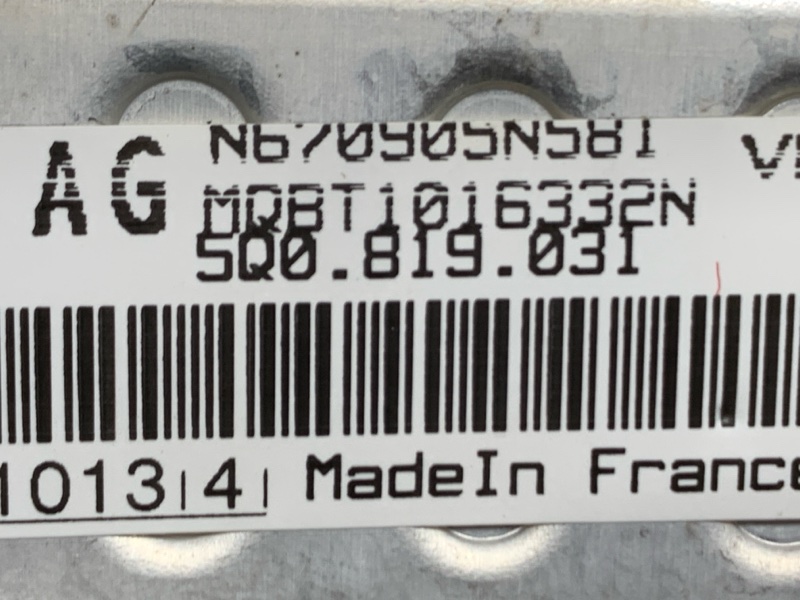 AG
N670905N581
MQBT1016332N
5Q0.819.031
1013|4|
MadeIn France